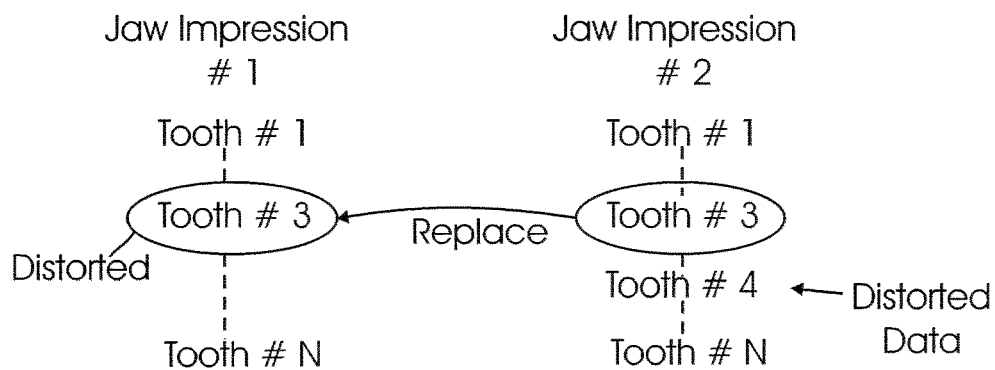 Jaw Impression
# 1
Jaw Impression
# 2
Tooth # 1
Tooth # 1
Tooth # 3
Replace
Tooth # 3
Distorted
Tooth # 4
Distorted
Data
Tooth # N
Tooth # N